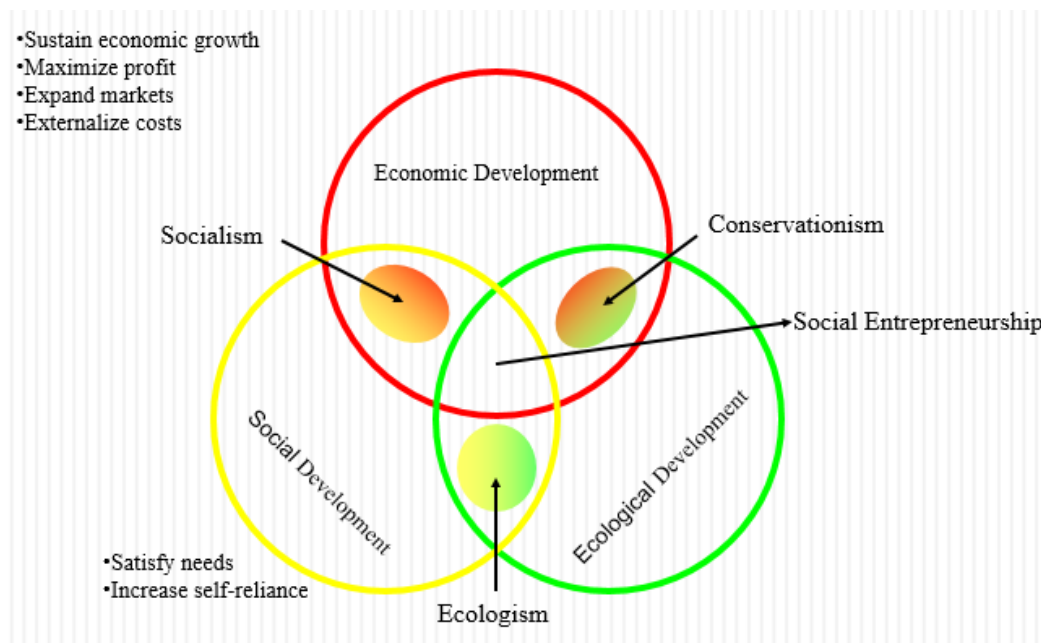 •Sustain economic growth
•Maximize profit
•Expand markets
•Externalize costs
Economic Development
Socialism
Conservationism
Social Entrepreneurship
Social Development
Ecological Development
•Satisfy needs
•Increase self-reliance
Ecologism